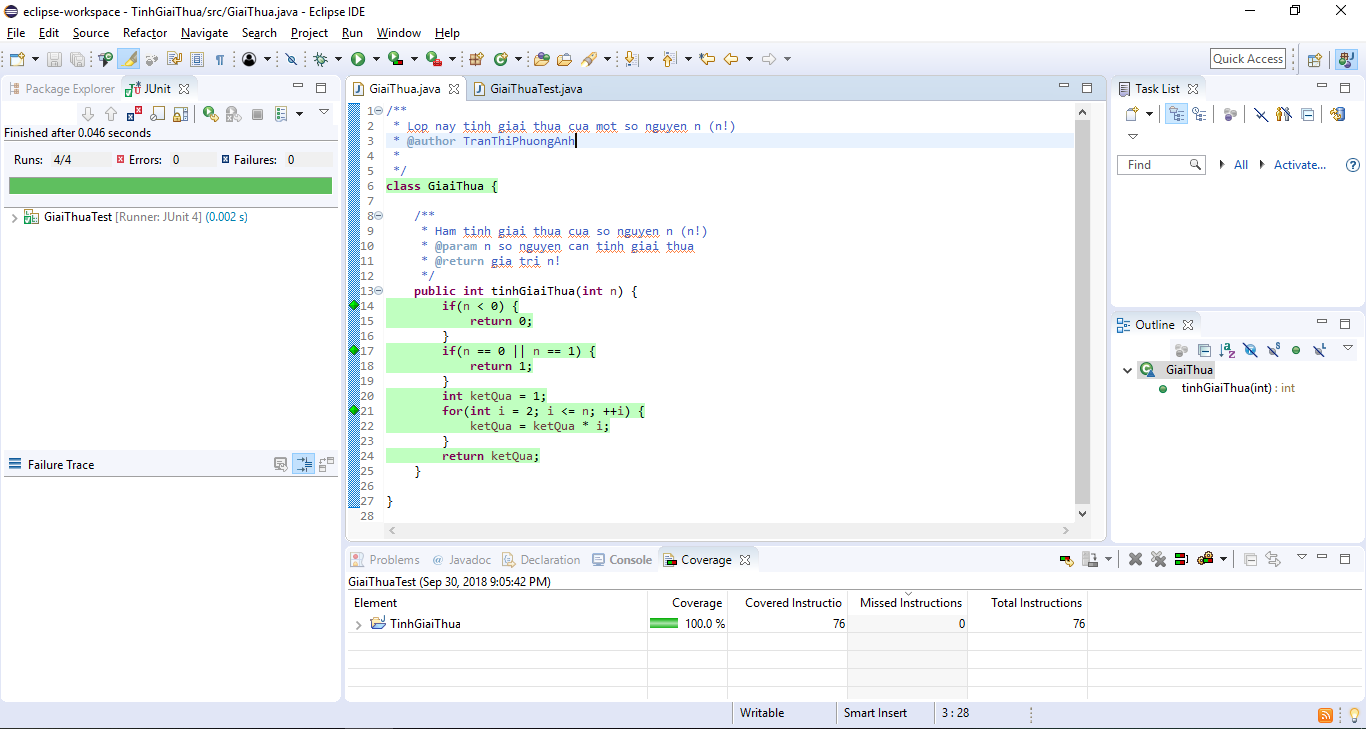 eclipse-workspace - TinhGiaiThua/src/GiaiThua.java - Eclipse IDE
File Edit Source Refactor Navigate Search Project Run Window Help
Quick Access
Package Explorer JUnit
Finished after 0.046 seconds
Runs: 4/4 Errors: 0 Failures: 0
GiaiThuaTest [Runner: JUnit 4] (0.002 s)
Failure Trace
GiaiThua.java GiaiThuaTest.java
1 /**
2 * Lop nay tinh giai thua cua mot so nguyen n (n!)
3 * @author TranThiPhuongAnh
4 *
5 */
6 class GiaiThua {
7
8 /**
9 * Ham tinh giai thua cua so nguyen n (n!)
10 * @param n so nguyen can tinh giai thua
11 * @return gia tri n!
12 */
13 public int tinhGiaiThua(int n) {
14 if(n < 0) {
15 return 0;
16 }
17 if(n == 0 || n == 1) {
18 return 1;
19 }
20 int ketQua = 1;
21 for(int i = 2; i <= n; ++i) {
22 ketQua = ketQua * i;
23 }
24 return ketQua;
25 }
26
27 }
28
Task List
Find All Activate...
Outline
GiaiThua
tinhGiaiThua(int) : int
Problems Javadoc Declaration Console Coverage
GiaiThuaTest (Sep 30, 2018 9:05:42 PM)
Element Coverage Covered Instructio Missed Instructions Total Instructions
TinhGiaiThua 100.0 % 76 0 76
Writable Smart Insert 3 : 28